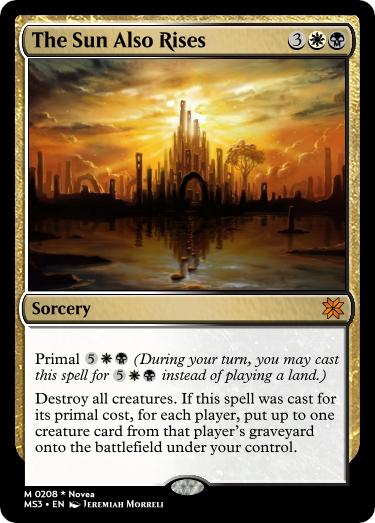 The Sun Also Rises 3
Sorcery
Primal 5 (During your turn, you may cast
this spell for 5 instead of playing a land.)
Destroy all creatures. If this spell was cast for
its primal cost, for each player, put up to one
creature card from that player's graveyard
onto the battlefield under your control.
M 0208 * Novea
MS3 • EN Jeremiah Morreli